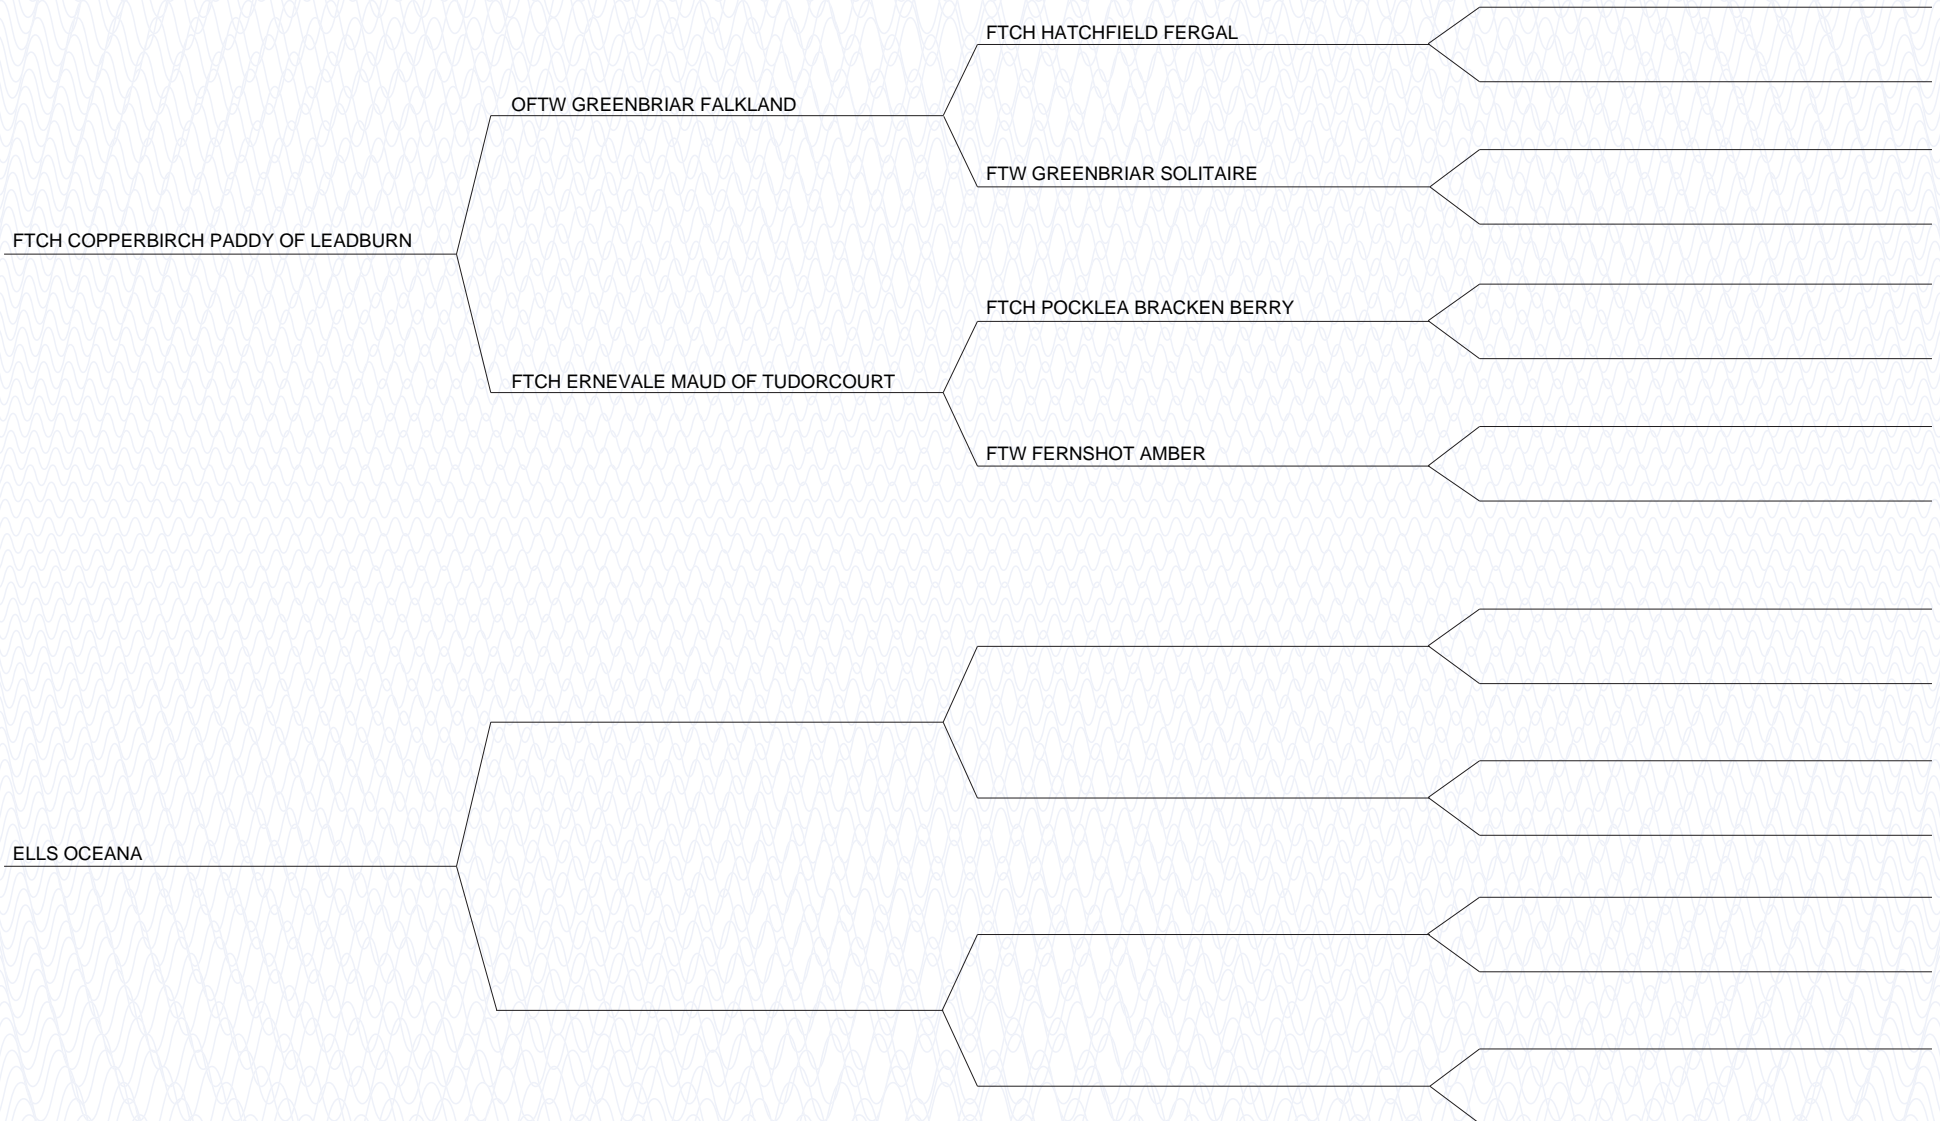 FTCH HATCHFIELD FERGAL
OFTW GREENBRIAR FALKLAND
FTW GREENBRIAR SOLITAIRE
FTCH COPPERBIRCH PADDY OF LEADBURN
FTCH POCKLEA BRACKEN BERRY
FTCH ERNEVALE MAUD OF TUDORCOURT
FTW FERNSHOT AMBER
ELLS OCEANA